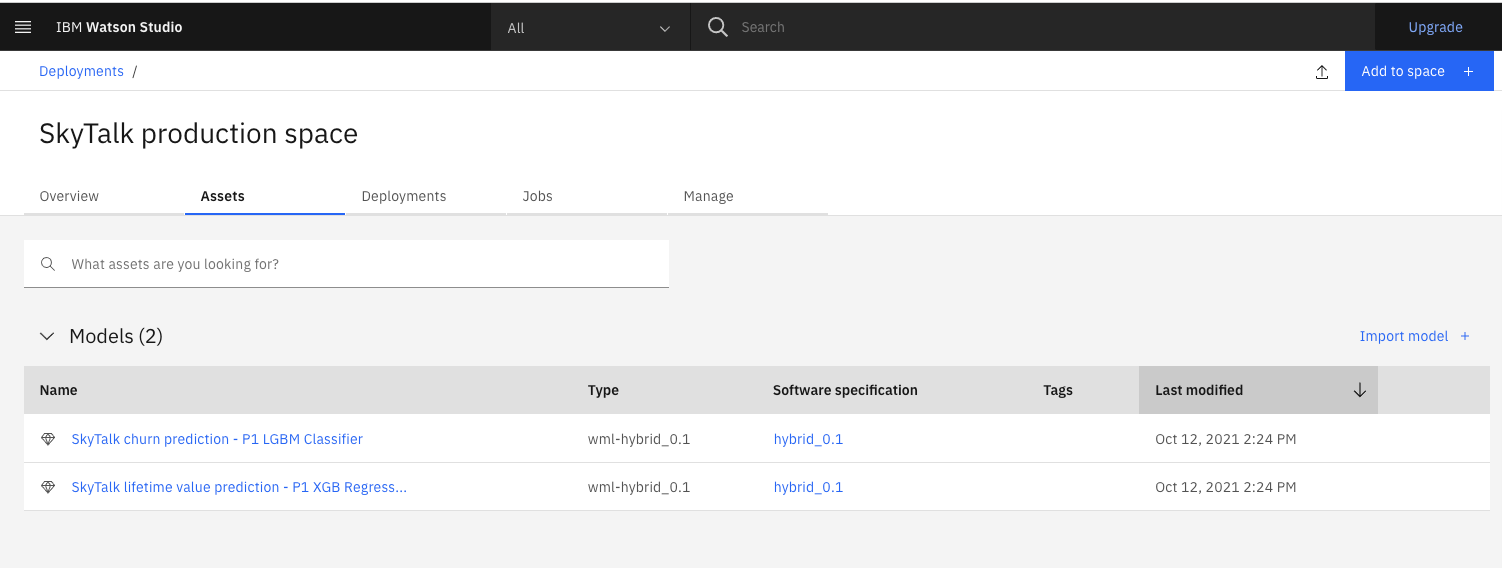 IBM Watson Studio All Search Upgrade
Deployments / Add to space +
SkyTalk production space
Overview Assets Deployments Jobs Manage
What assets are you looking for?
Models (2) Import model +
Name Type Software specification Tags Last modified
SkyTalk churn prediction - P1 LGBM Classifier wml-hybrid_0.1 hybrid_0.1 Oct 12, 2021 2:24 PM
SkyTalk lifetime value prediction - P1 XGB Regress... wml-hybrid_0.1 hybrid_0.1 Oct 12, 2021 2:24 PM